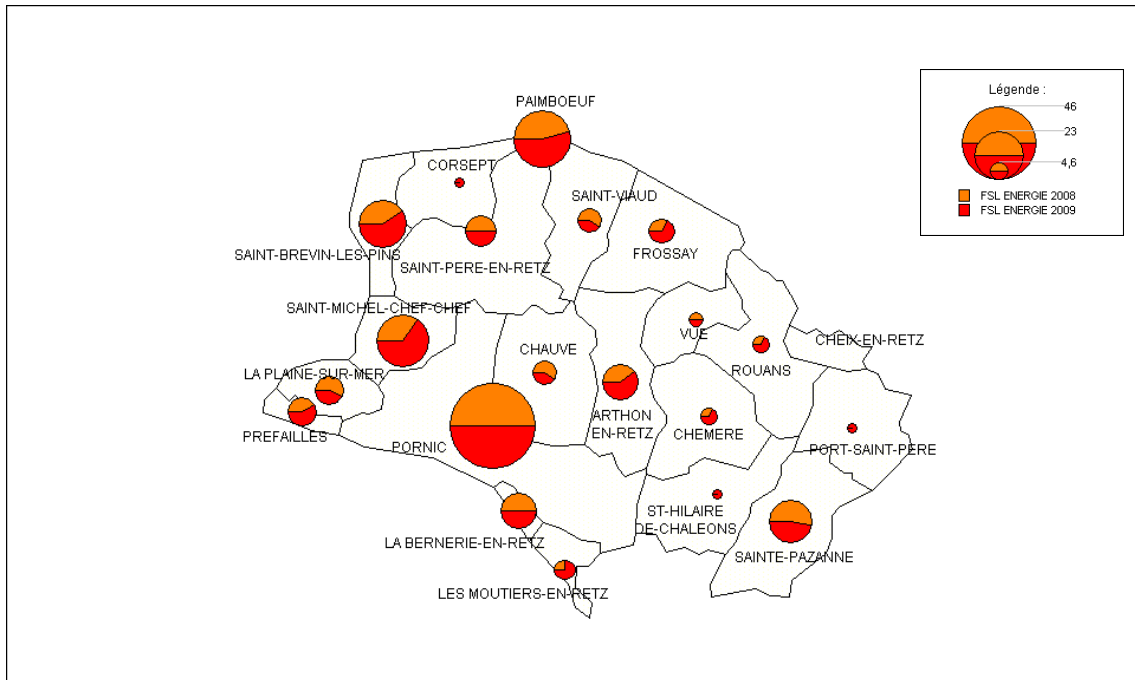 Légende :
46
23
4,6
FSL ENERGIE 2008
FSL ENERGIE 2009
PAIMBOEUF
CORSEPT
SAINT-VIAUD
SAINT-BREVIN-LES-PINS
SAINT-PERE-EN-RETZ
FROSSAY
SAINT-MICHEL-CHEF-CHEF
VUE
CHEIX-EN-RETZ
CHAUVE
ROUANS
LA PLAINE-SUR-MER
ARTHON
EN-RETZ
PREFAILLES
PORNIC
CHEMERE
PORT-SAINT-PERE
ST-HILAIRE
DE-CHALEONS
LA BERNERIE-EN-RETZ
SAINTE-PAZANNE
LES MOUTIERS-EN-RETZ